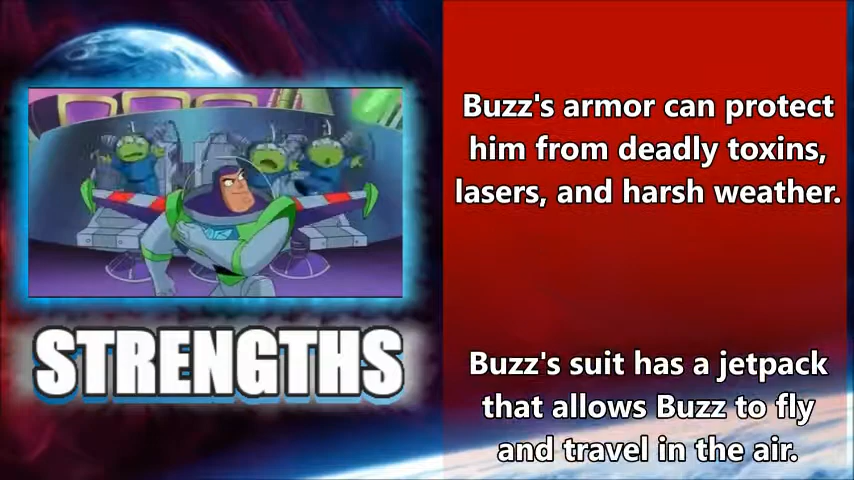 Buzz's armor can protect
him from deadly toxins,
lasers, and harsh weather.
STRENGTHS
Buzz's suit has a jetpack
that allows Buzz to fly
and travel in the air.